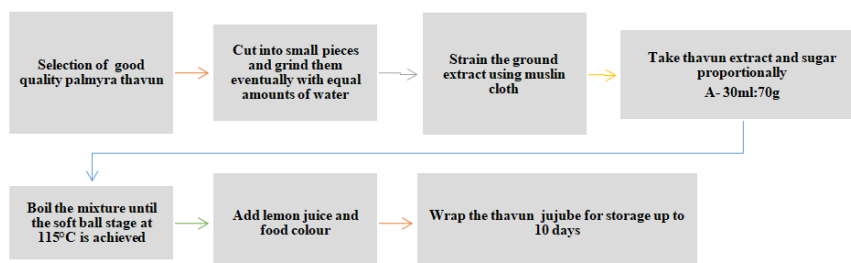 Selection of good
quality palmyra thavun
Cut into small pieces
and grind them
eventually with equal
amounts of water
Strain the ground
extract using muslin
cloth
Take thavun extract and sugar
proportionally
A- 30ml:70g
Boil the mixture until
the soft ball stage at
115°C is achieved
Add lemon juice and
food colour
Wrap the thavun jujube for storage up to
10 days